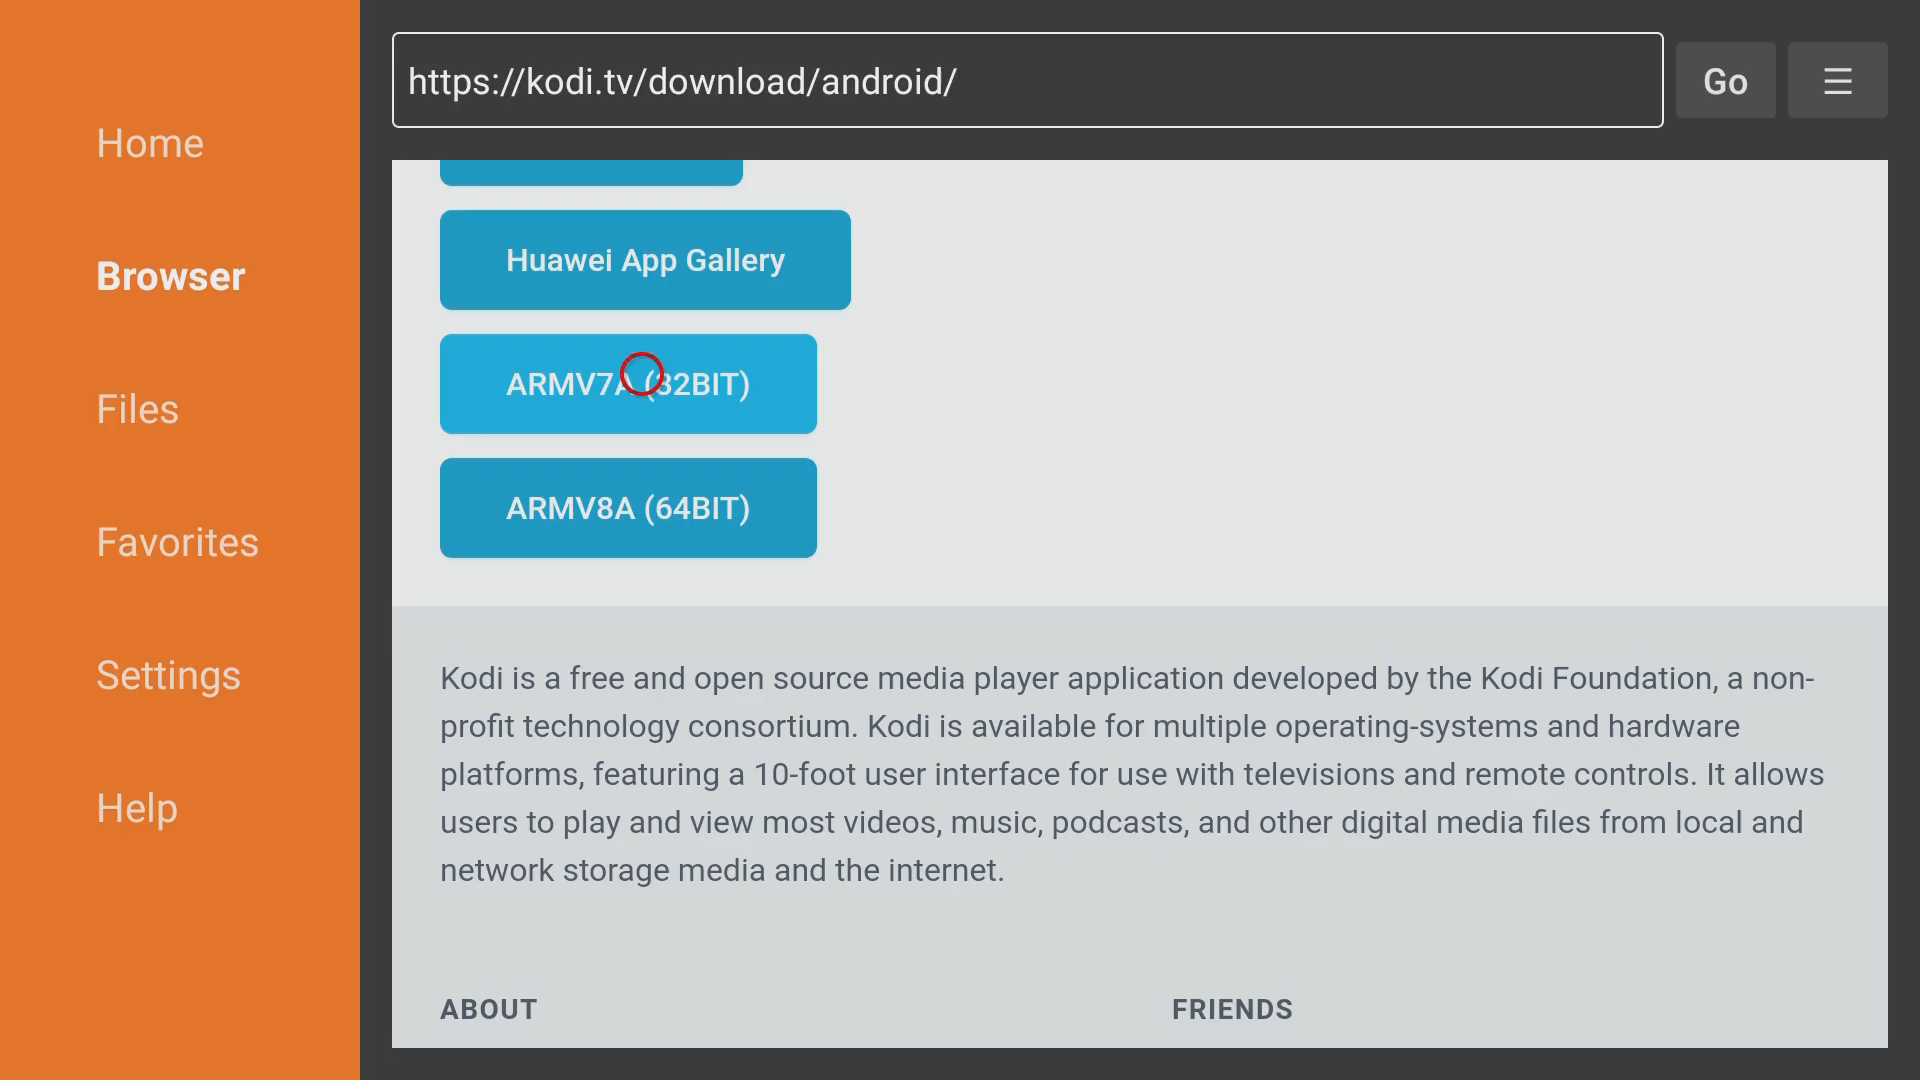 Home
Browser
Files
Favorites
Settings
Help
https://kodi.tv/download/android/
Go
Huawei App Gallery
ARMV7A (32BIT)
ARMV8A (64BIT)
Kodi is a free and open source media player application developed by the Kodi Foundation, a non-
profit technology consortium. Kodi is available for multiple operating-systems and hardware
platforms, featuring a 10-foot user interface for use with televisions and remote controls. It allows
users to play and view most videos, music, podcasts, and other digital media files from local and
network storage media and the internet.
ABOUT
FRIENDS